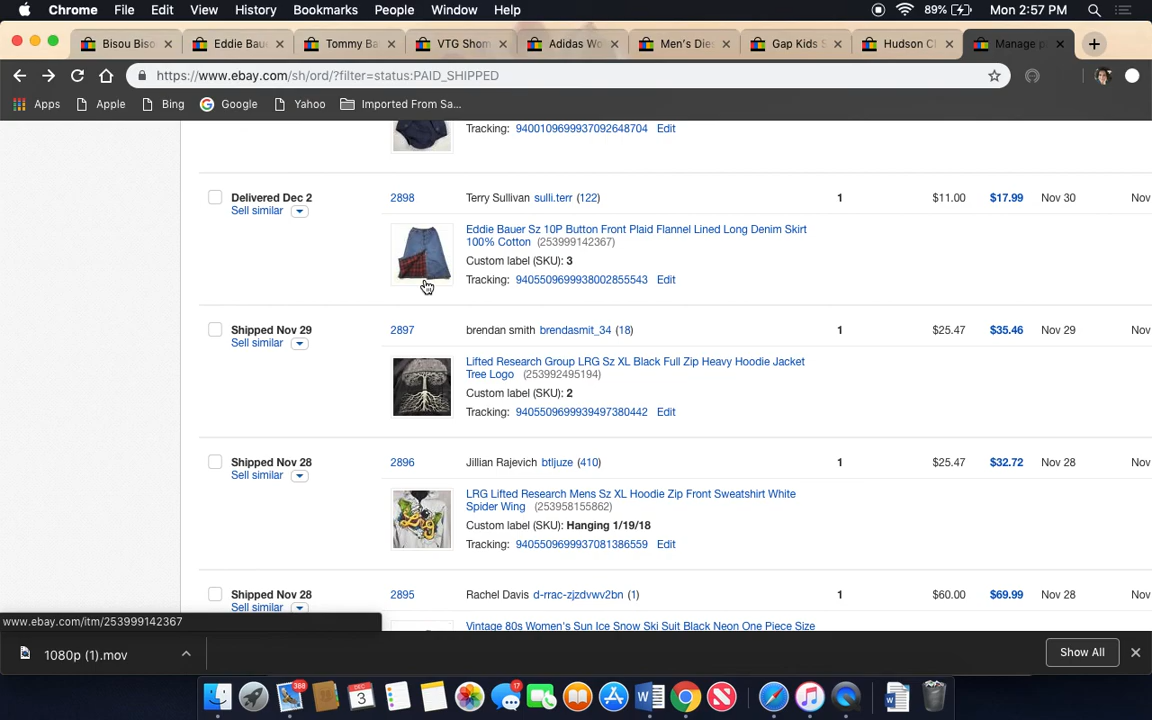 Chrome File Edit View History Bookmarks People Window Help 89% Mon 2:57 PM
Bisou Biso Eddie Bau Tommy Ba VTG Shom Adidas Wo Men's Dies Gap Kids S Hudson C Manage p
https://www.ebay.com/sh/ord/?filter=status:PAID_SHIPPED
Apps Apple Bing Google Yahoo Imported From Sa...
Tracking: 9400109699937092648704 Edit
Delivered Dec 2 2898 Terry Sullivan sulli.terr (122) 1 $11.00 $17.99 Nov 30 Nov
Sell similar
Eddie Bauer Sz 10P Button Front Plaid Flannel Lined Long Denim Skirt
100% Cotton (253999142367)
Custom label (SKU): 3
Tracking: 9405509699938002855543 Edit
Shipped Nov 29 2897 brendan smith brendasmit_34 (18) 1 $25.47 $35.46 Nov 29 Nov
Sell similar
Lifted Research Group LRG Sz XL Black Full Zip Heavy Hoodie Jacket
Tree Logo (253992495194)
Custom label (SKU): 2
Tracking: 9405509699939497380442 Edit
Shipped Nov 28 2896 Jillian Rajevich btljuze (410) 1 $25.47 $32.72 Nov 28 Nov
Sell similar
LRG Lifted Research Mens Sz XL Hoodie Zip Front Sweatshirt White
Spider Wing (253958155862)
Custom label (SKU): Hanging 1/19/18
Tracking: 9405509699937081386559 Edit
Shipped Nov 28 2895 Rachel Davis d-rrac-zjzdvwv2bn (1) 1 $60.00 $69.99 Nov 28 Nov
Sell similar
Vintage 80s Women's Sun Ice Snow Ski Suit Black Neon One Piece Size
www.ebay.com/itm/253999142367
1080p (1).mov Show All
388 DEC 3 17